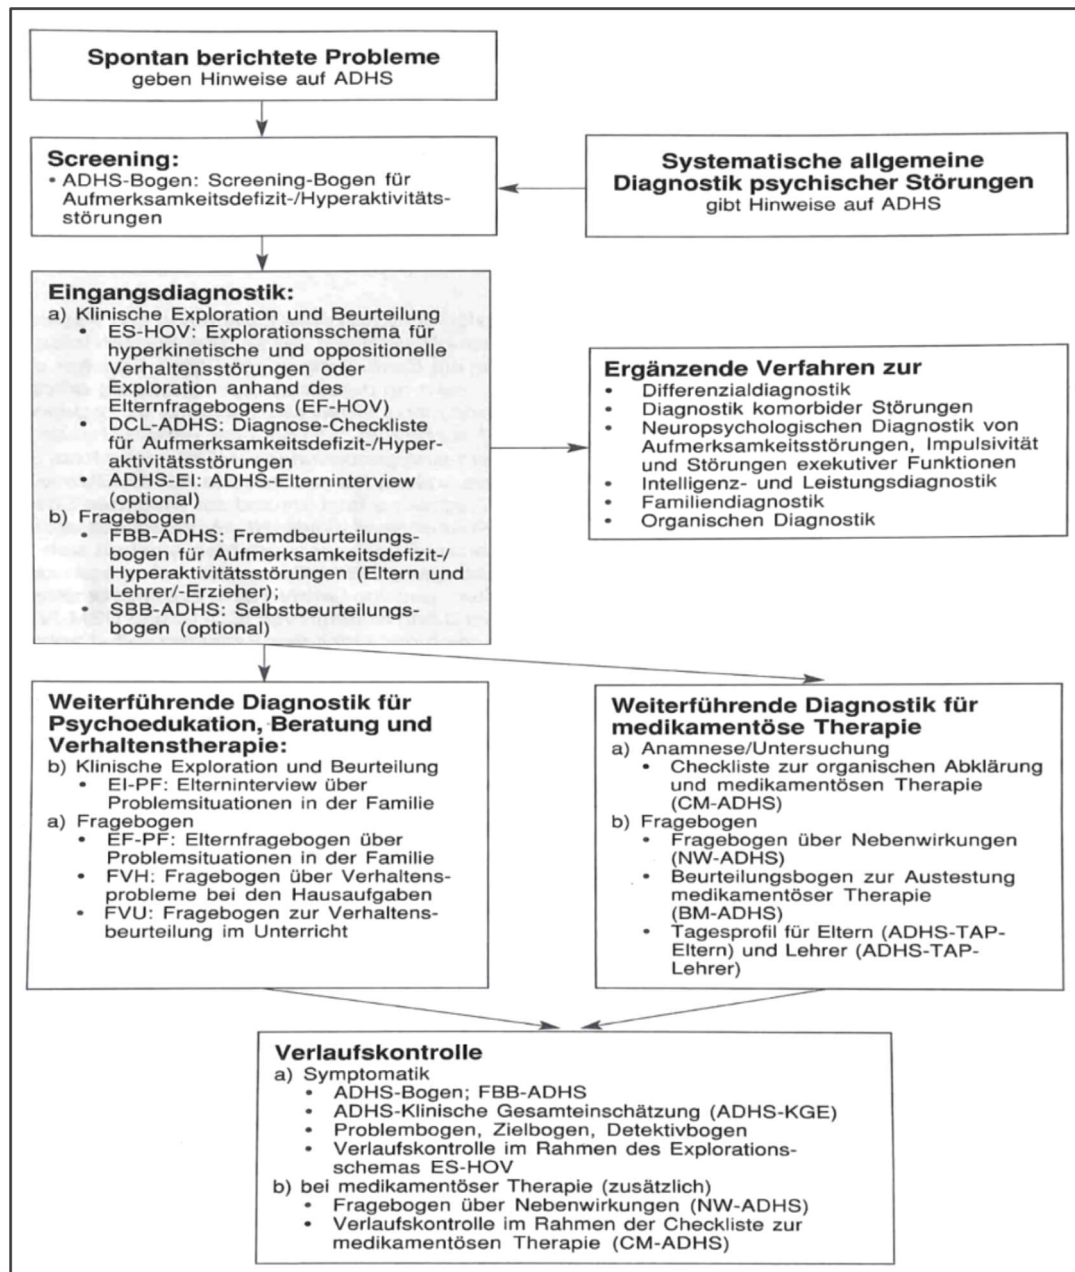 Spontan berichtete Probleme
geben Hinweise auf ADHS
Screening:
• ADHS-Bogen: Screening-Bogen für
Aufmerksamkeitsdefizit-/Hyperaktivitäts-
störungen
Systematische allgemeine
Diagnostik psychischer Störungen
gibt Hinweise auf ADHS
Eingangsdiagnostik:
a) Klinische Exploration und Beurteilung
• ES-HOV: Explorationsschema für
hyperkinetische und oppositionelle
Verhaltensstörungen oder
Exploration anhand des
Elternfragebogens (EF-HOV)
• DCL-ADHS: Diagnose-Checkliste
für Aufmerksamkeitsdefizit-/Hyper-
aktivitätsstörungen
• ADHS-EI: ADHS-Elterninterview
(optional)
b) Fragebogen
• FBB-ADHS: Fremdbeurteilungs-
bogen für Aufmerksamkeitsdefizit-/
Hyperaktivitätsstörungen (Eltern und
Lehrer/-Erzieher);
• SBB-ADHS: Selbstbeurteilungs-
bogen (optional)
Ergänzende Verfahren zur
• Differenzialdiagnostik
• Diagnostik komorbider Störungen
• Neuropsychologischen Diagnostik von
Aufmerksamkeitsstörungen, Impulsivität
und Störungen exekutiver Funktionen
• Intelligenz- und Leistungsdiagnostik
• Familiendiagnostik
• Organischen Diagnostik
Weiterführende Diagnostik für
Psychoedukation, Beratung und
Verhaltenstherapie:
b) Klinische Exploration und Beurteilung
• EI-PF: Elterninterview über
Problemsituationen in der Familie
a) Fragebogen
• EF-PF: Elternfragebogen über
Problemsituationen in der Familie
• FVH: Fragebogen über Verhaltens-
probleme bei den Hausaufgaben
• FVU: Fragebogen zur Verhaltens-
beurteilung im Unterricht
Weiterführende Diagnostik für
medikamentöse Therapie
a) Anamnese/Untersuchung
• Checkliste zur organischen Abklärung
und medikamentösen Therapie
(CM-ADHS)
b) Fragebogen
• Fragebogen über Nebenwirkungen
(NW-ADHS)
• Beurteilungsbogen zur Austestung
medikamentöser Therapie
(BM-ADHS)
• Tagesprofil für Eltern (ADHS-TAP-
Eltern) und Lehrer (ADHS-TAP-
Lehrer)
Verlaufskontrolle
a) Symptomatik
• ADHS-Bogen; FBB-ADHS
• ADHS-Klinische Gesamteinschätzung (ADHS-KGE)
• Problembogen, Zielbogen, Detektivbogen
• Verlaufskontrolle im Rahmen des Explorations-
schemas ES-HOV
b) bei medikamentöser Therapie (zusätzlich)
• Fragebogen über Nebenwirkungen (NW-ADHS)
• Verlaufskontrolle im Rahmen der Checkliste zur
medikamentösen Therapie (CM-ADHS)